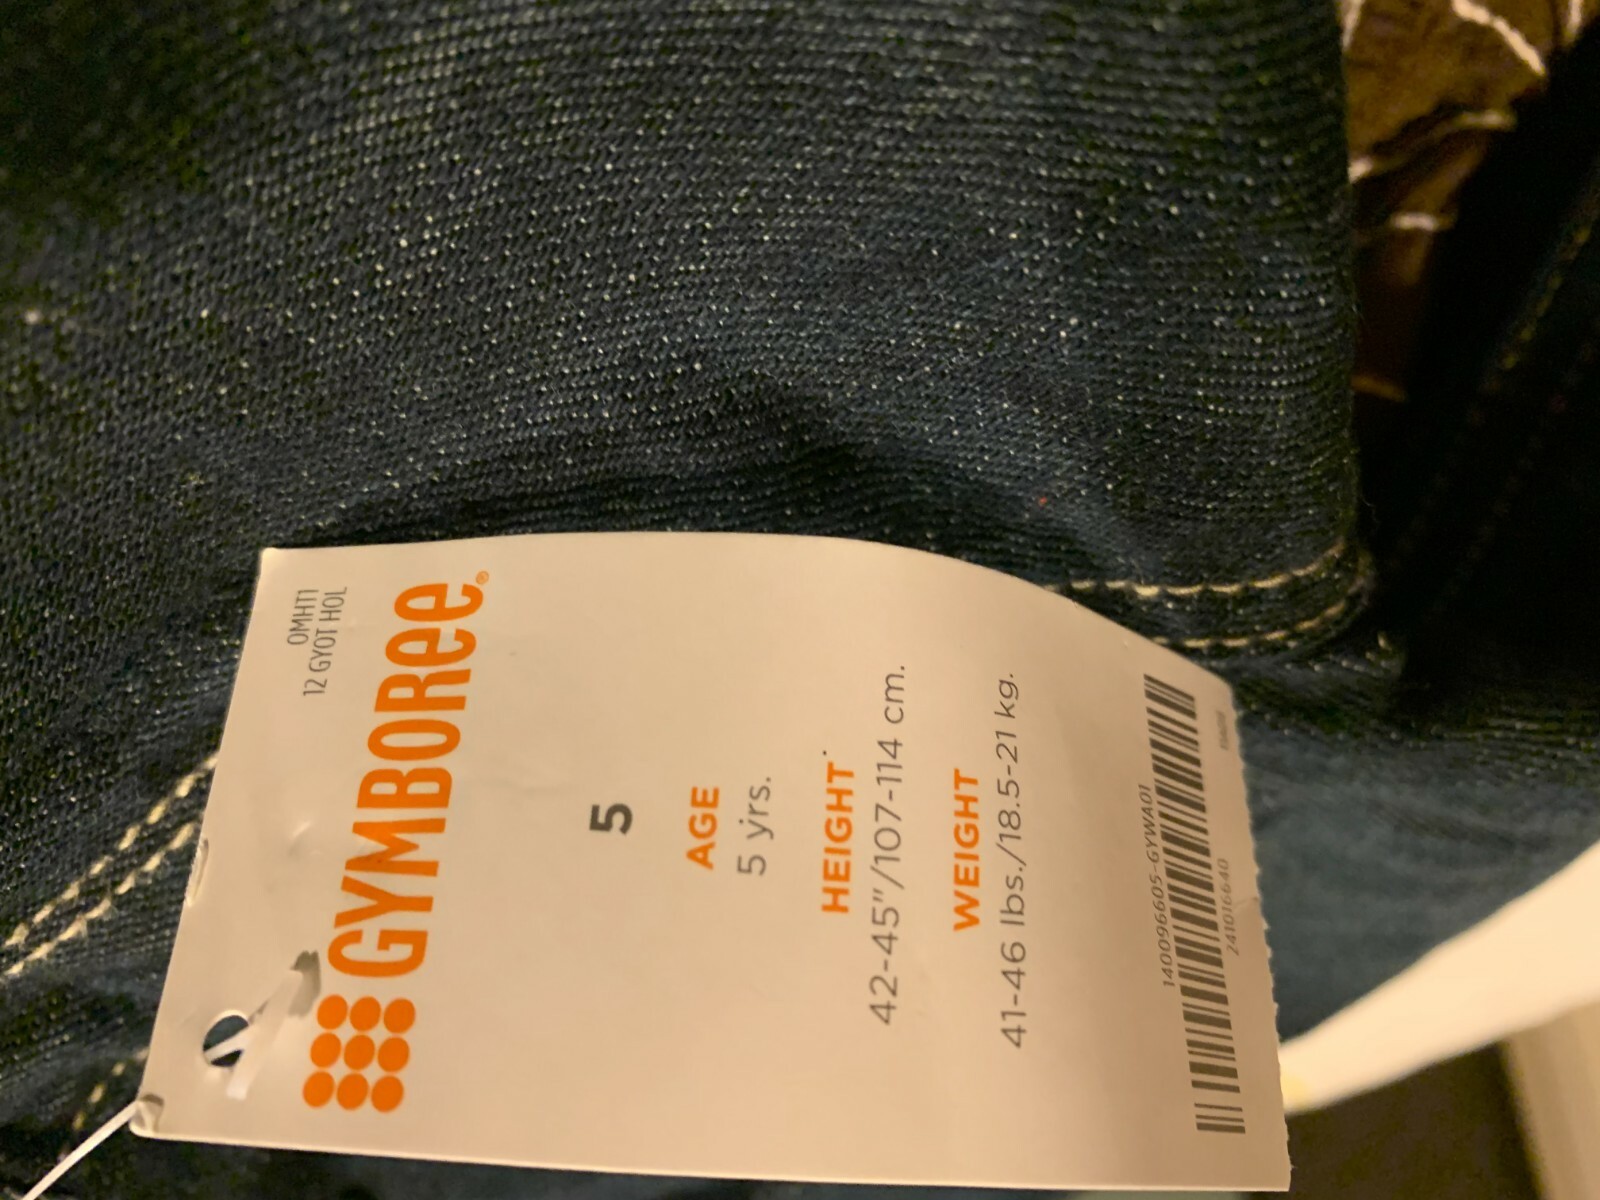 OMHT1
12 GYOT HOL
GYMBOREE®
5
AGE
5 yrs.
HEIGHT
42-45"/107-114 cm.
WEIGHT
41-46 lbs./18.5-21 kg.
140096605-GYWA01
241016640